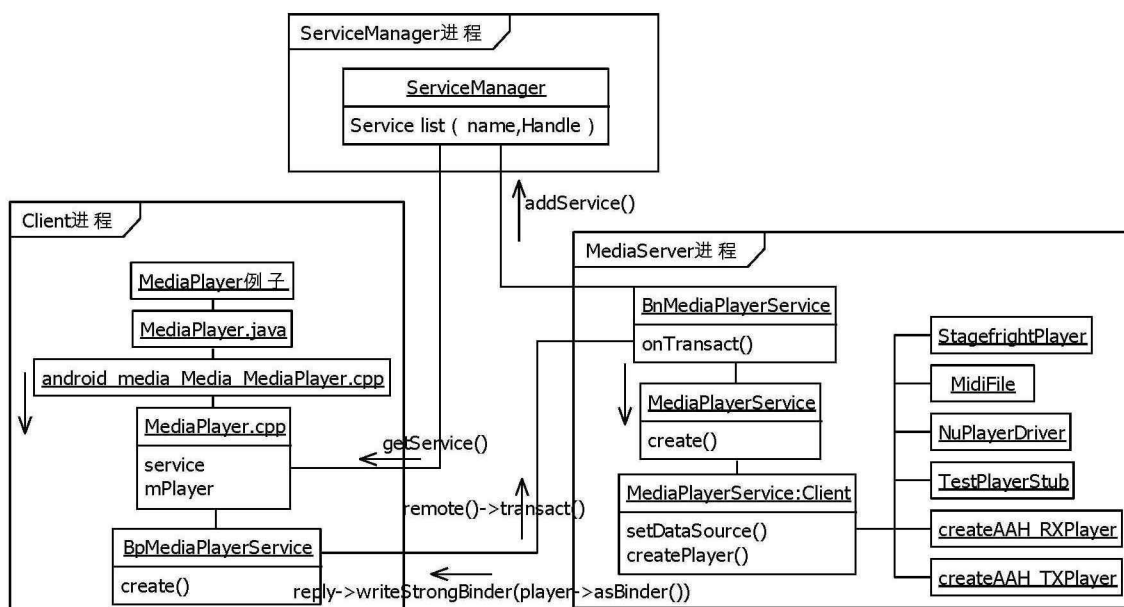 ServiceManager进程
ServiceManager
Service list ( name,Handle )
addService()
Client进程
MediaPlayer例子
MediaPlayer.java
android_media_Media_MediaPlayer.cpp
MediaPlayer.cpp
service
mPlayer
BpMediaPlayerService
create()
getService()
remote()->transact()
reply->writeStrongBinder(player->asBinder())
MediaServer进程
BnMediaPlayerService
onTransact()
MediaPlayerService
create()
MediaPlayerService:Client
setDataSource()
createPlayer()
StagefrightPlayer
MidiFile
NuPlayerDriver
TestPlayerStub
createAAH_RXPlayer
createAAH_TXPlayer